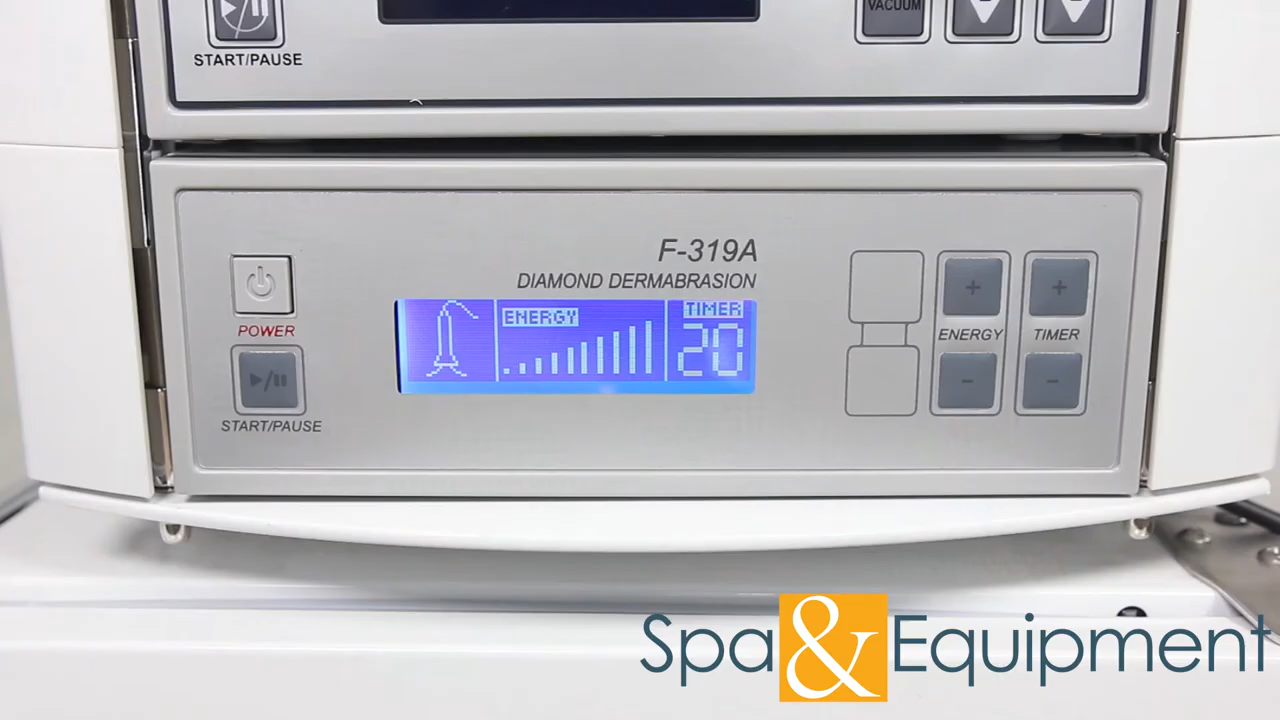 VACUUM
START/PAUSE
F-319A
DIAMOND DERMABRASION
POWER
START/PAUSE
ENERGY
TIMER
20
ENERGY
TIMER
Spa&Equipment